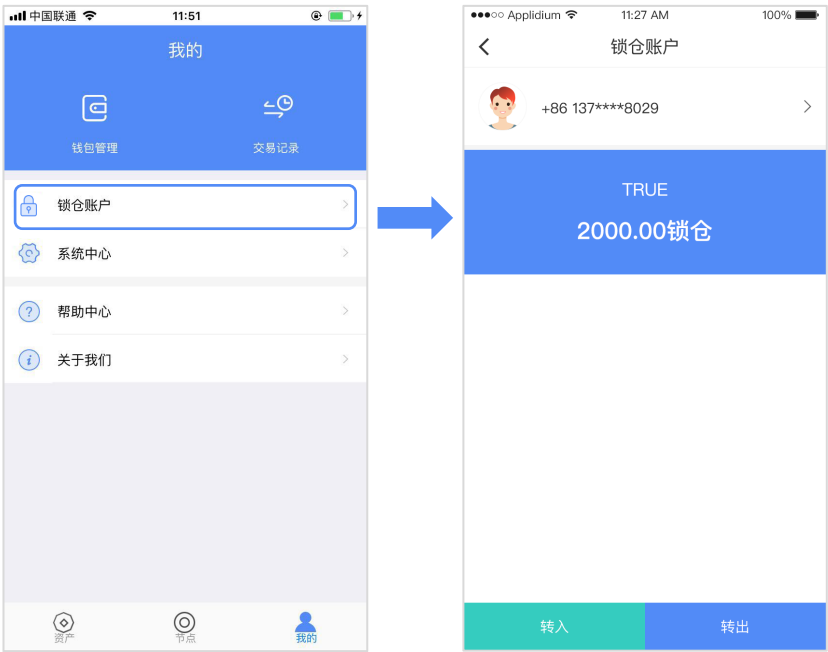 中国联通 11:51
我的
钱包管理 交易记录
锁仓账户
系统中心
帮助中心
关于我们
资产 节点 我的
Applidium 11:27 AM 100%
锁仓账户
+86 137****8029
TRUE
2000.00锁仓
转入 转出